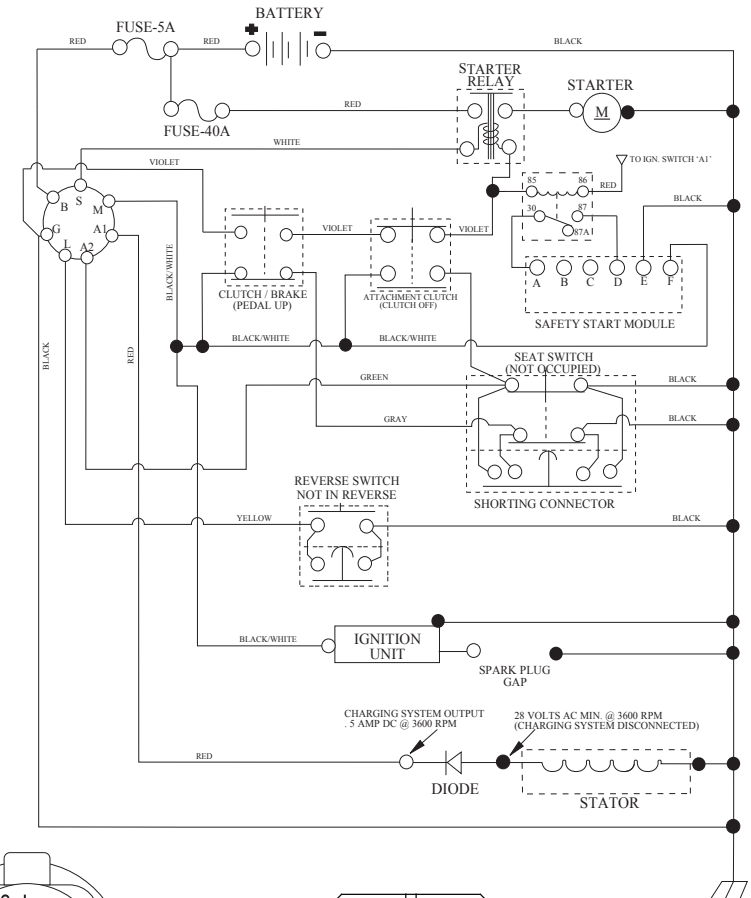 BATTERY
FUSE-5A
RED
RED
BLACK
STARTER
RELAY
STARTER
M
RED
FUSE-40A
WHITE
VIOLET
TO IGN. SWITCH 'A1'
85
86
RED
30
87
87A
BLACK
B
S
M
G
A1
L
A2
VIOLET
VIOLET
BLACK/WHITE
A
B
C
D
E
F
CLUTCH / BRAKE
(PEDAL UP)
ATTACHMENT CLUTCH
(CLUTCH OFF)
SAFETY START MODULE
BLACK/WHITE
BLACK/WHITE
BLACK
RED
SEAT SWITCH
(NOT OCCUPIED)
GREEN
BLACK
GRAY
BLACK
REVERSE SWITCH
NOT IN REVERSE
SHORTING CONNECTOR
YELLOW
BLACK
BLACK/WHITE
IGNITION
UNIT
SPARK PLUG
GAP
CHARGING SYSTEM OUTPUT
. 5 AMP DC @ 3600 RPM
28 VOLTS AC MIN. @ 3600 RPM
(CHARGING SYSTEM DISCONNECTED)
RED
DIODE
STATOR